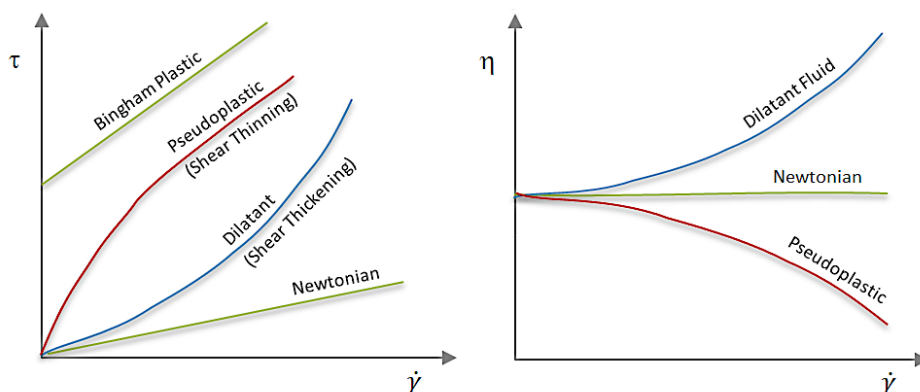 τ
Bingham Plastic
Pseudoplastic
(Shear Thinning)
Dilatant
(Shear Thickening)
Newtonian
γ̇
η
Dilatant Fluid
Newtonian
Pseudoplastic
γ̇